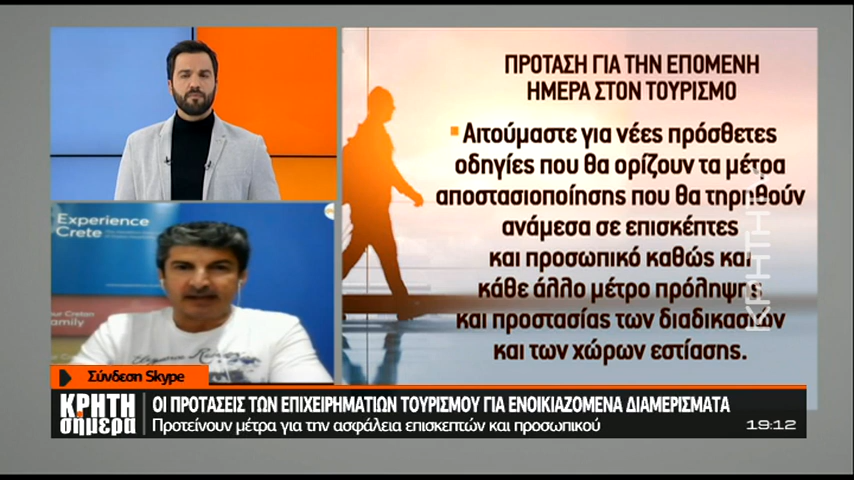 ΠΡΟΤΑΣΗ ΓΙΑ ΤΗΝ ΕΠΟΜΕΝΗ
ΗΜΕΡΑ ΣΤΟΝ ΤΟΥΡΙΣΜΟ
Αιτούμαστε για νέες πρόσθετες
οδηγίες που θα ορίζουν τα μέτρα
αποστασιοποίησης που θα τηρηθούν
ανάμεσα σε επισκέπτες
και προσωπικό καθώς και
κάθε άλλο μέτρο πρόληψης
και προστασίας των διαδικασιών
και των χώρων εστίασης.
ΚΡΗΤΗ
Experience
Crete
Cretan
Family
Σύνδεση Skype
ΚΡΗΤΗ
σήμερα
ΟΙ ΠΡΟΤΑΣΕΙΣ ΤΩΝ ΕΠΙΧΕΙΡΗΜΑΤΙΩΝ ΤΟΥΡΙΣΜΟΥ ΓΙΑ ΕΝΟΙΚΙΑΖΟΜΕΝΑ ΔΙΑΜΕΡΙΣΜΑΤΑ
Προτείνουν μέτρα για την ασφάλεια επισκεπτών και προσωπικού
19:12